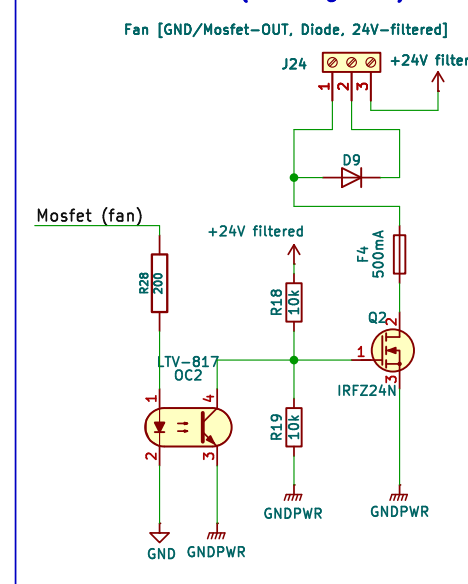 Fan [GND/Mosfet-OUT, Diode, 24V-filtered]
J24
+24V filter
1
2
3
D9
Mosfet (fan)
+24V filtered
F4
500mA
R28
200
R18
10k
Q2
2
1
3
IRFZ24N
LTV-817
OC2
1
4
2
3
R19
10k
GNDPWR
GNDPWR
GND
GNDPWR